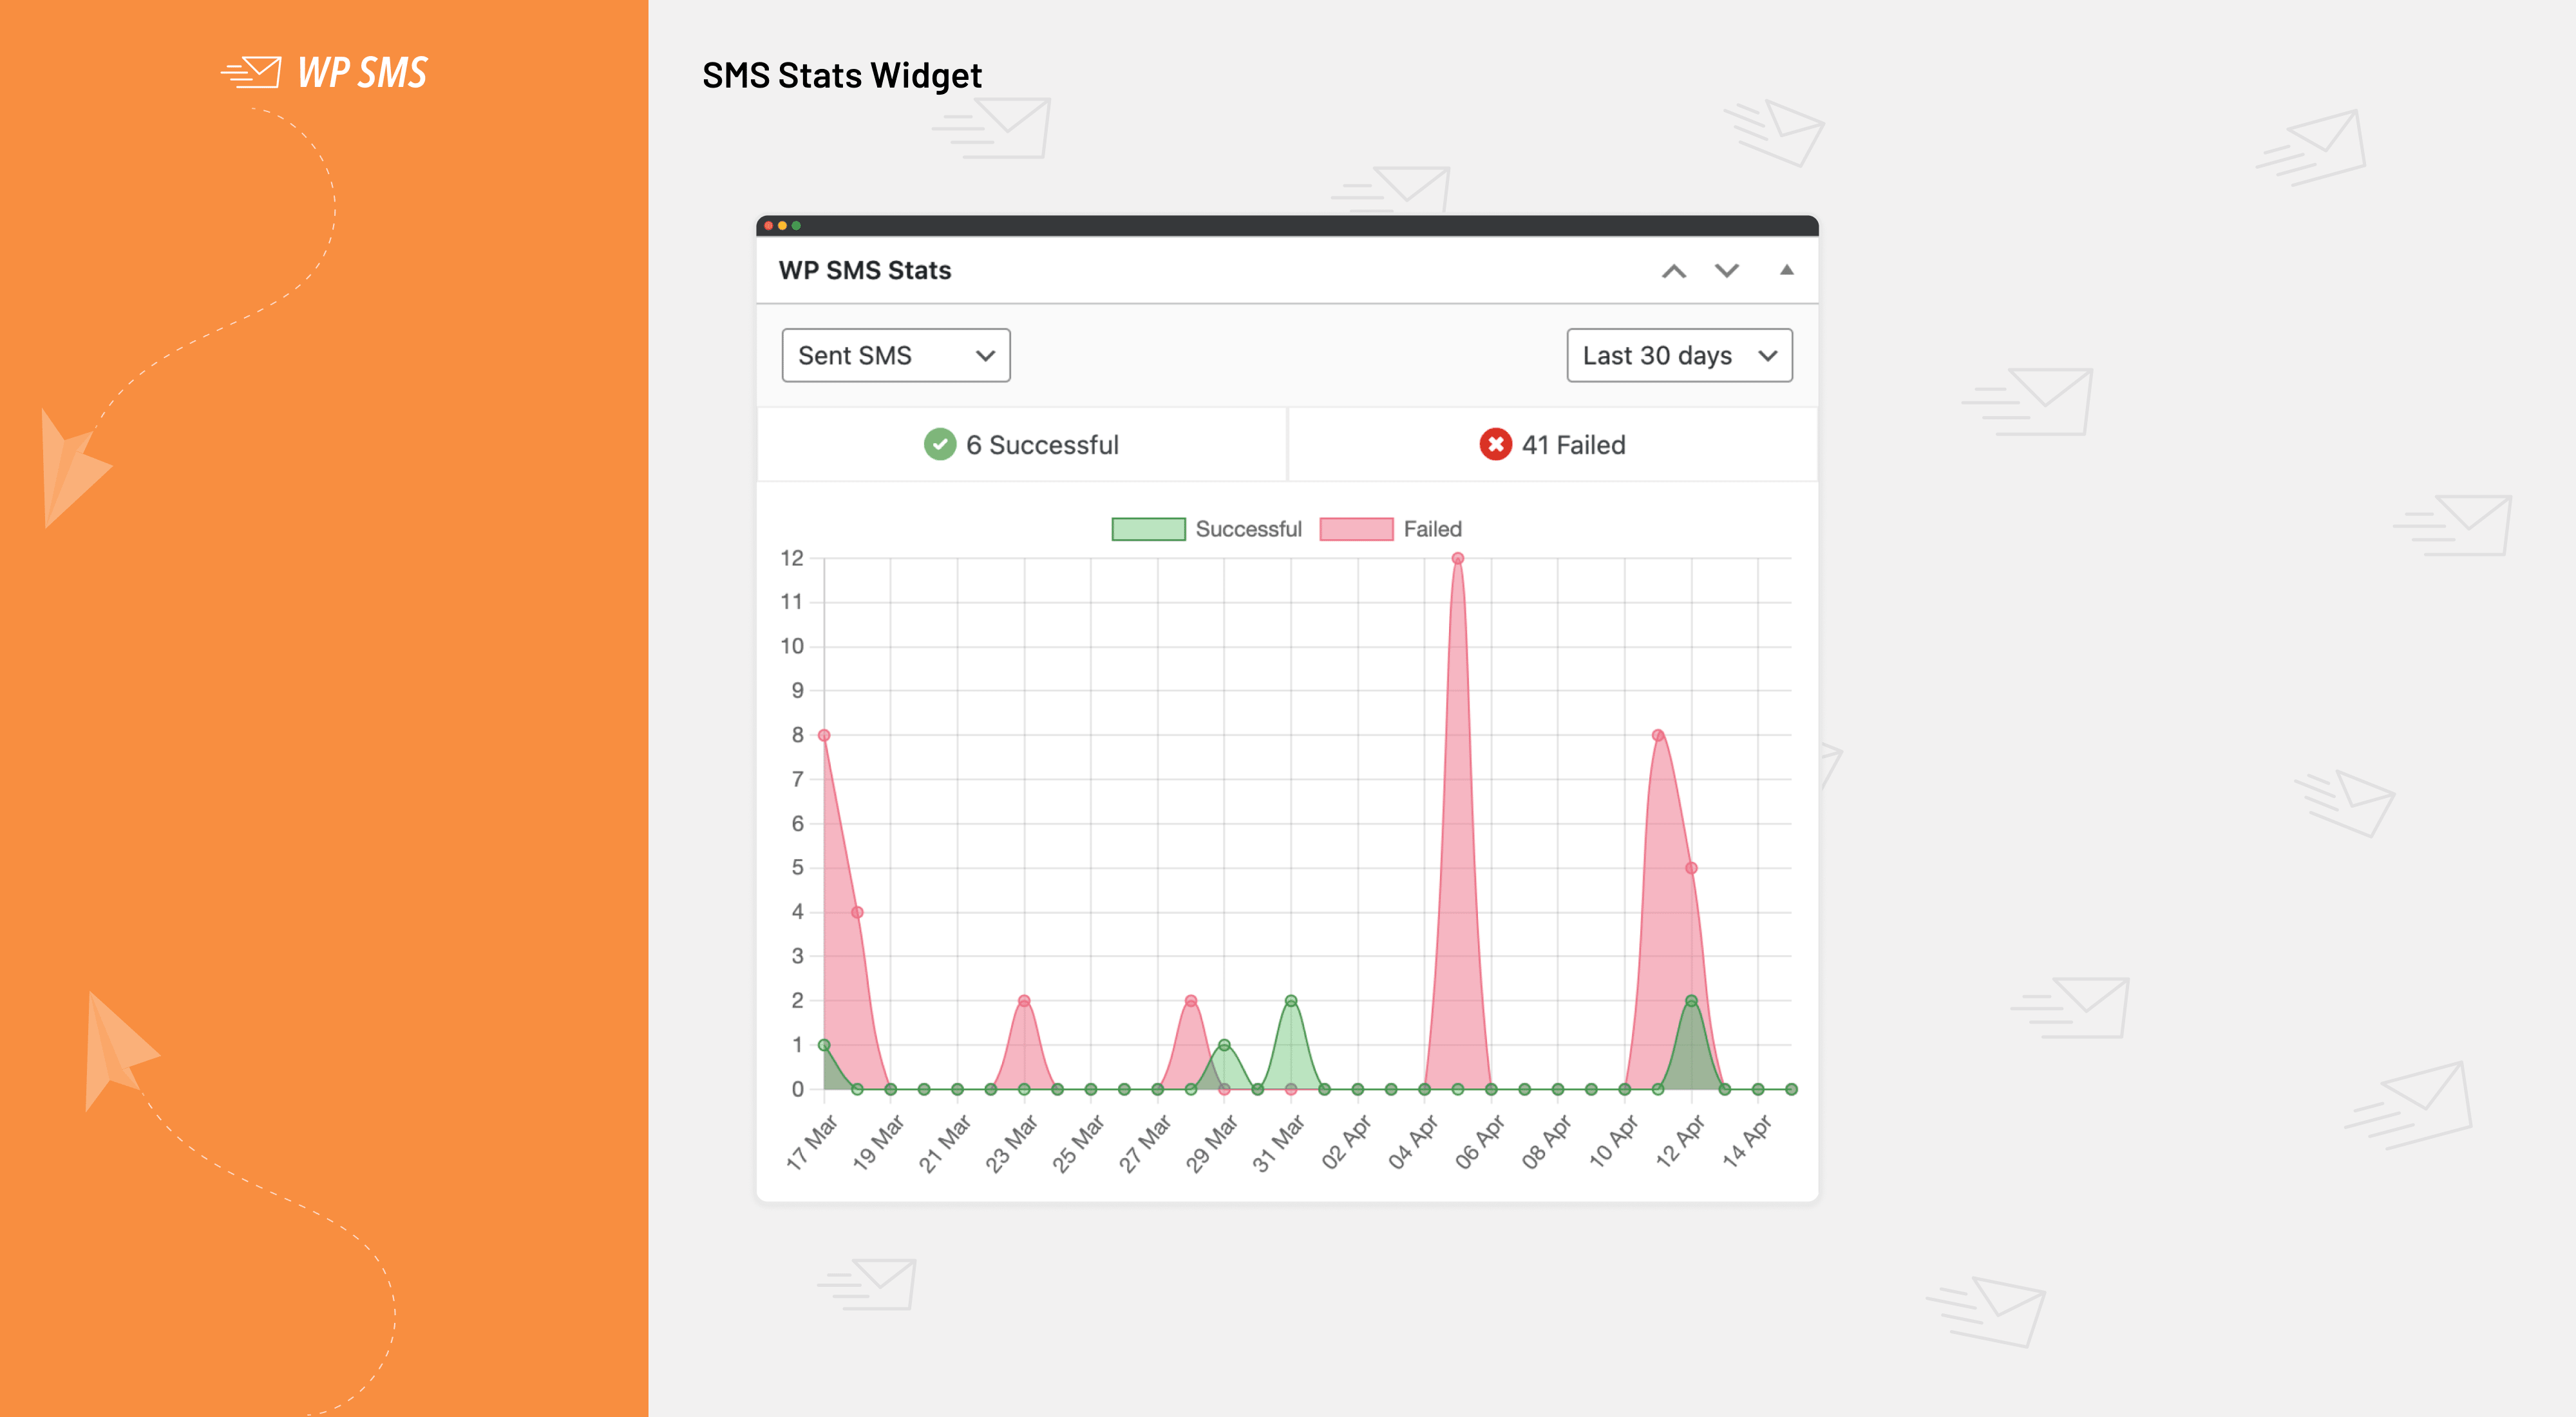 WP SMS
SMS Stats Widget
WP SMS Stats
Sent SMS
Last 30 days
6 Successful
41 Failed
Successful
Failed
12
11
10
9
8
7
6
5
4
3
2
1
0
17 Mar
19 Mar
21 Mar
23 Mar
25 Mar
27 Mar
29 Mar
31 Mar
02 Apr
04 Apr
06 Apr
08 Apr
10 Apr
12 Apr
14 Apr